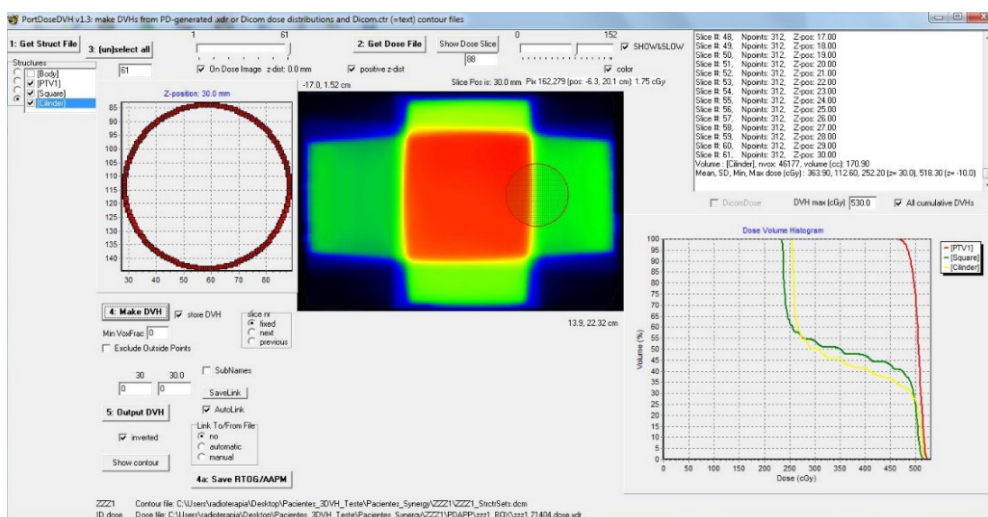 PortDoseDVH v1.3: make DVHs from PD-generated .xdr or Dicom dose distributions and Dicom.ctr (=text) contour files
1: Get Struct File
3: (un)select all
1 61
2: Get Dose File
Show Dose Slice
0 152
SHOW&SLOW
61
88
On Dose Image z-dist: 0.0 mm
positive z-dist
color
Structures
[Body]
[PTV1]
[Square]
[Cilinder]
Z-position: 30.0 mm
-17.0, 1.52 cm
Slice Pos is: 30.0 mm Pix 162,279 (pos: -6.3, 20.1 cm): 1.75 cGy
85
90
95
100
105
110
115
120
125
130
135
140
30 40 50 60 70 80
13.9, 22.32 cm
Slice #: 48, Npoints: 312, Z-pos: 17.00
Slice #: 49, Npoints: 312, Z-pos: 18.00
Slice #: 50, Npoints: 312, Z-pos: 19.00
Slice #: 51, Npoints: 312, Z-pos: 20.00
Slice #: 52, Npoints: 312, Z-pos: 21.00
Slice #: 53, Npoints: 312, Z-pos: 22.00
Slice #: 54, Npoints: 312, Z-pos: 23.00
Slice #: 55, Npoints: 312, Z-pos: 24.00
Slice #: 56, Npoints: 312, Z-pos: 25.00
Slice #: 57, Npoints: 312, Z-pos: 26.00
Slice #: 58, Npoints: 312, Z-pos: 27.00
Slice #: 59, Npoints: 312, Z-pos: 28.00
Slice #: 60, Npoints: 312, Z-pos: 29.00
Slice #: 61, Npoints: 312, Z-pos: 30.00
Volume : [Cilinder], nvox: 46177, volume (cc): 170.90
Mean, SD, Min, Max dose (cGy) : 363.90, 112.60, 252.20 (z= 30.0), 518.30 (z= -10.0)
DicomDose
DVH max (cGy) 530.0
All cumulative DVHs
4: Make DVH
store DVH
slice nr
fixed
next
previous
Min VoxFrac 0
Exclude Outside Points
30 30.0
0 0
SubNames
SaveLink
5: Output DVH
AutoLink
inverted
Link To/From File
no
automatic
manual
Show contour
4a: Save RTOG/AAPM
Dose Volume Histogram
Volume (%)
100
95
90
85
80
75
70
65
60
55
50
45
40
35
30
25
20
15
10
5
0
0 50 100 150 200 250 300 350 400 450 500
Dose (cGy)
[PTV1]
[Square]
[Cilinder]
ZZZ1 Contour file: C:\Users\radioterapia\Desktop\Pacientes_3DVH_Teste\Pacientes_Synergy\ZZZ1\ZZZ1_StrctrSets.dcm
ID dose Dose file: C:\Users\radioterapia\Desktop\Pacientes_3DVH_Teste\Pacientes_Synergy\ZZZ1\PDAPP\zzz1_BOX\zzz1.71404.dose.xdr